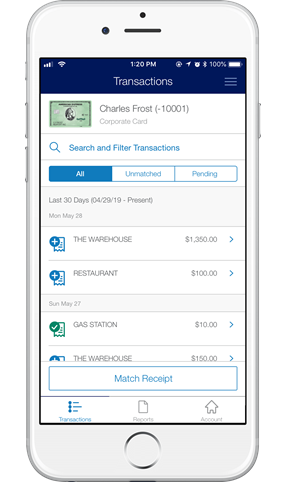 1:20 PM
100%
Transactions
Charles Frost (-10001)
Corporate Card
Search and Filter Transactions
All Unmatched Pending
Last 30 Days (04/29/19 - Present)
Mon May 28
THE WAREHOUSE $1,350.00
RESTAURANT $100.00
Sun May 27
GAS STATION $10.00
THE WAREHOUSE $150.00
Match Receipt
Transactions Reports Account